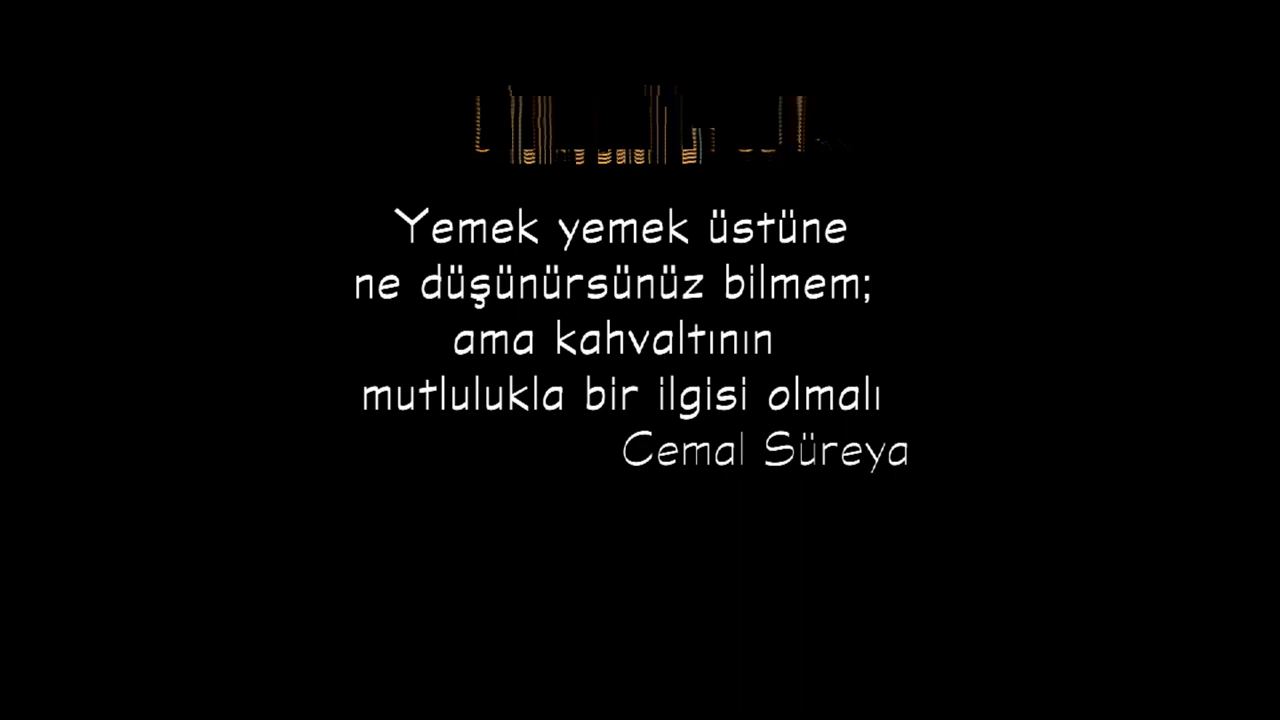 Yemek yemek üstüne
ne düşünürsünüz bilmem;
ama kahvaltının
mutlulukla bir ilgisi olmalı
Cemal Süreya